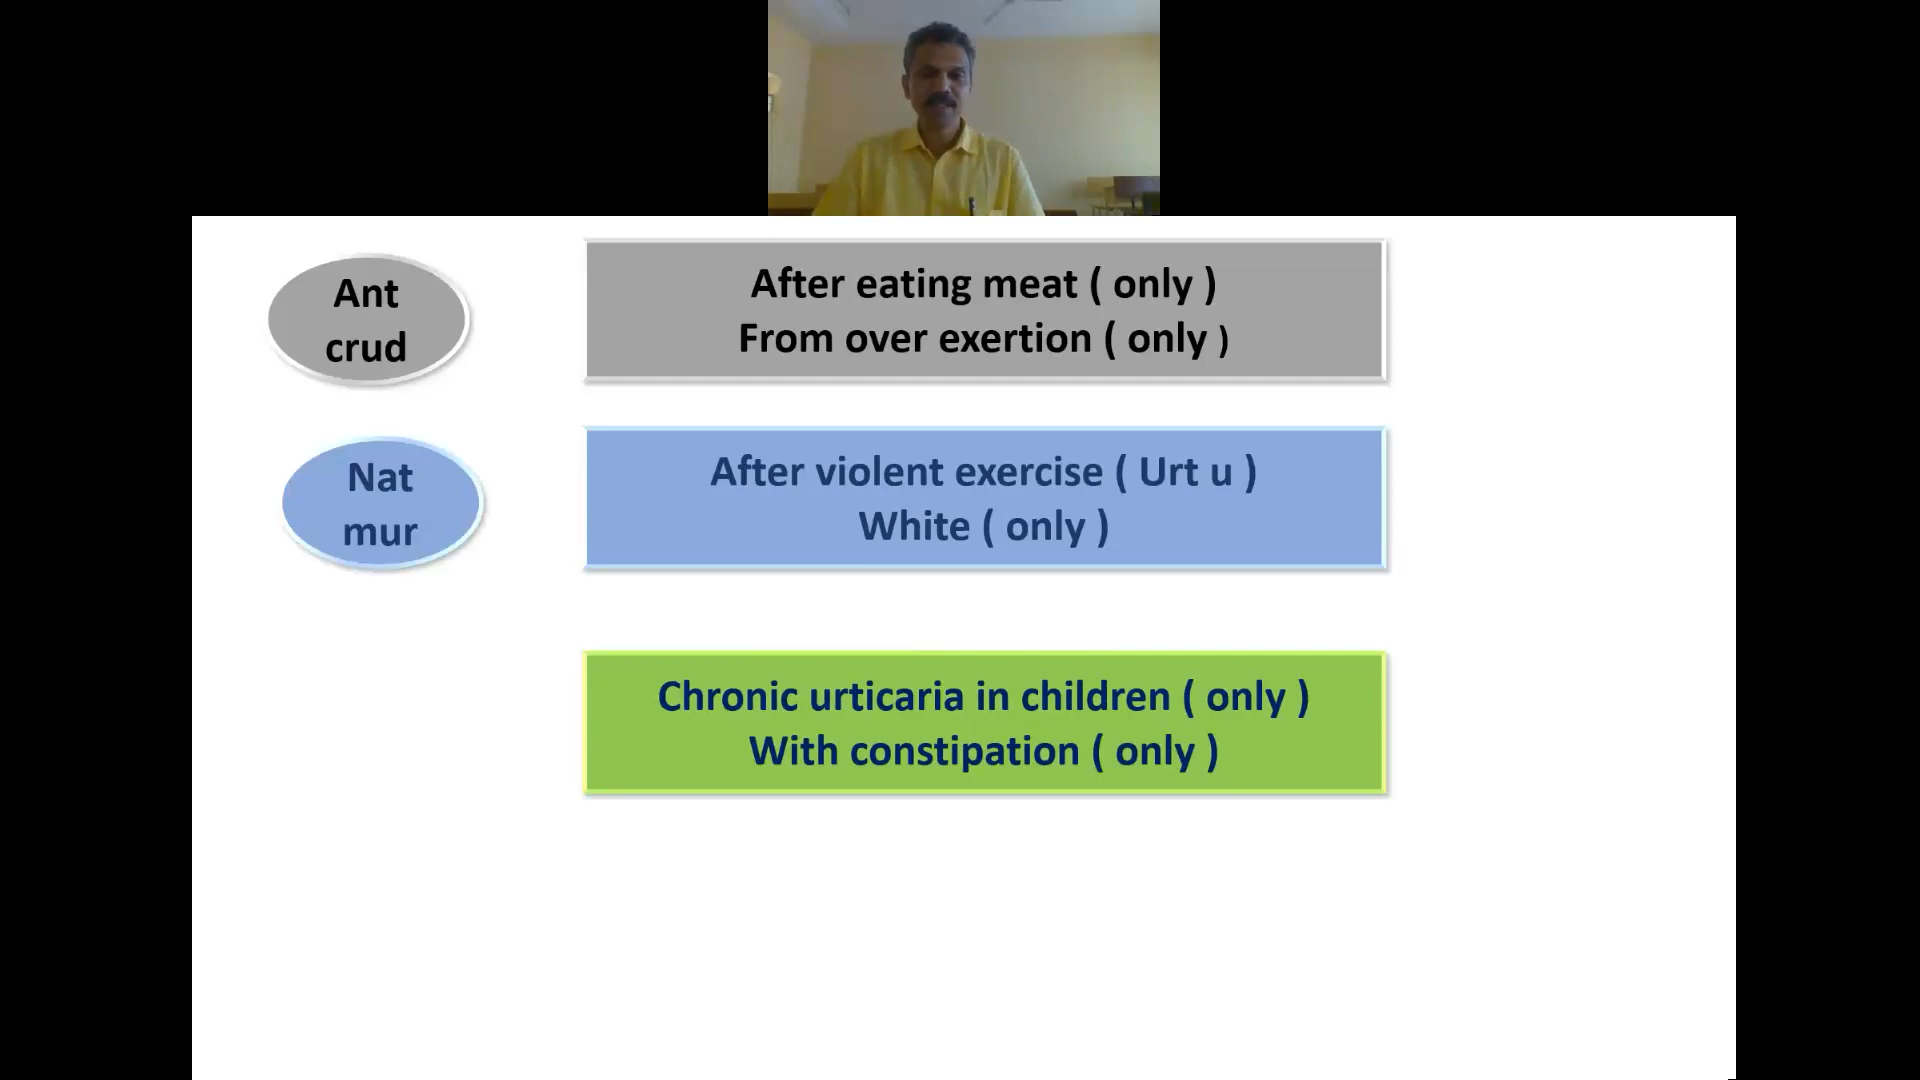 Ant
crud
After eating meat ( only )
From over exertion ( only )
Nat
mur
After violent exercise ( Urt u )
White ( only )
Chronic urticaria in children ( only )
With constipation ( only )